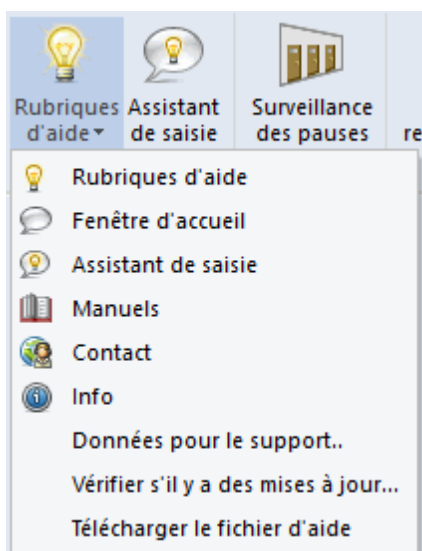 Rubriques d'aide
Assistant de saisie
Surveillance des pauses
Rubriques d'aide
Fenêtre d'accueil
Assistant de saisie
Manuels
Contact
Info
Données pour le support..
Vérifier s'il y a des mises à jour...
Télécharger le fichier d'aide